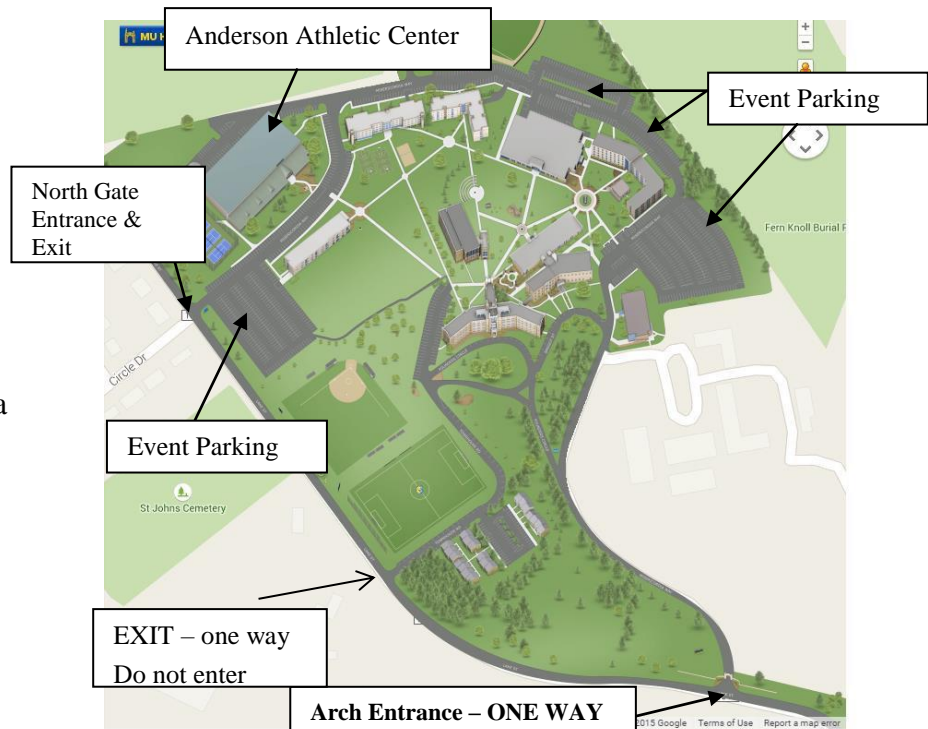 MU H
Anderson Athletic Center
Event Parking
North Gate
Entrance &
Exit
Fern Knoll Burial P
Circle Dr
a
Event Parking
St Johns Cemetery
EXIT – one way
Do not enter
Arch Entrance – ONE WAY
2015 Google Terms of Use Report a map error